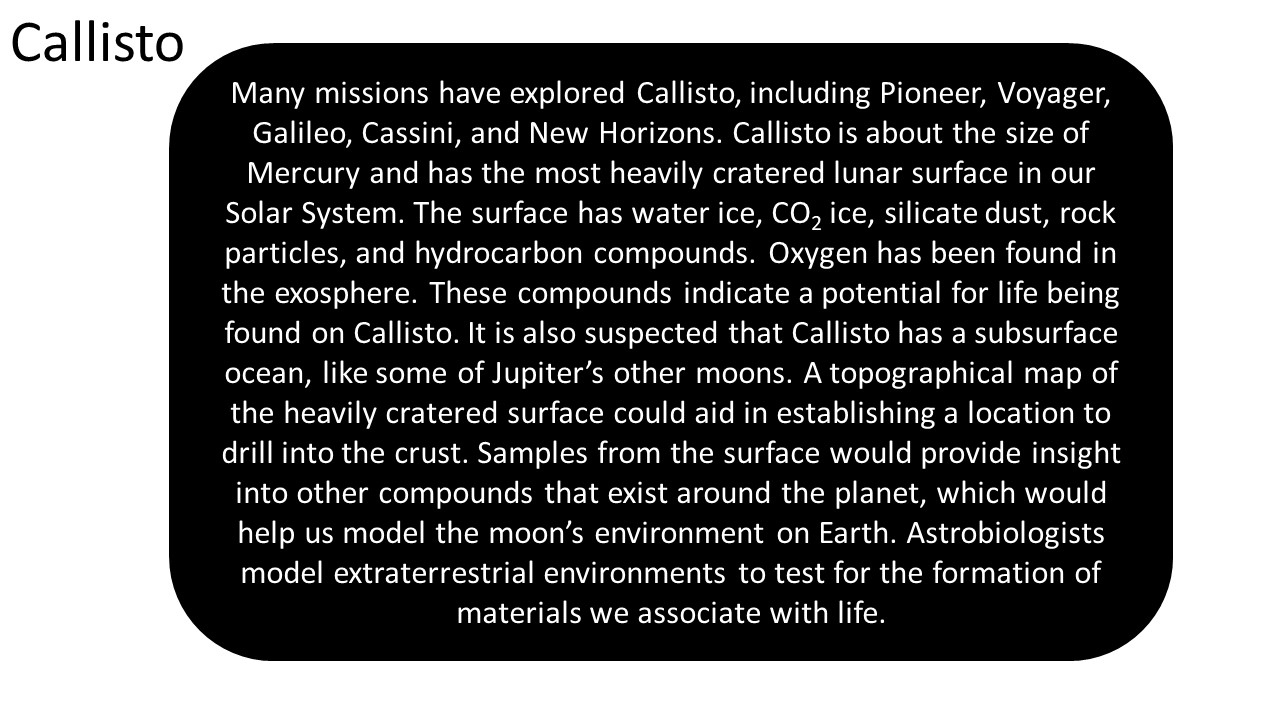 Callisto
Many missions have explored Callisto, including Pioneer, Voyager,
Galileo, Cassini, and New Horizons. Callisto is about the size of
Mercury and has the most heavily cratered lunar surface in our
Solar System. The surface has water ice, CO₂ ice, silicate dust, rock
particles, and hydrocarbon compounds. Oxygen has been found in
the exosphere. These compounds indicate a potential for life being
found on Callisto. It is also suspected that Callisto has a subsurface
ocean, like some of Jupiter’s other moons. A topographical map of
the heavily cratered surface could aid in establishing a location to
drill into the crust. Samples from the surface would provide insight
into other compounds that exist around the planet, which would
help us model the moon’s environment on Earth. Astrobiologists
model extraterrestrial environments to test for the formation of
materials we associate with life.